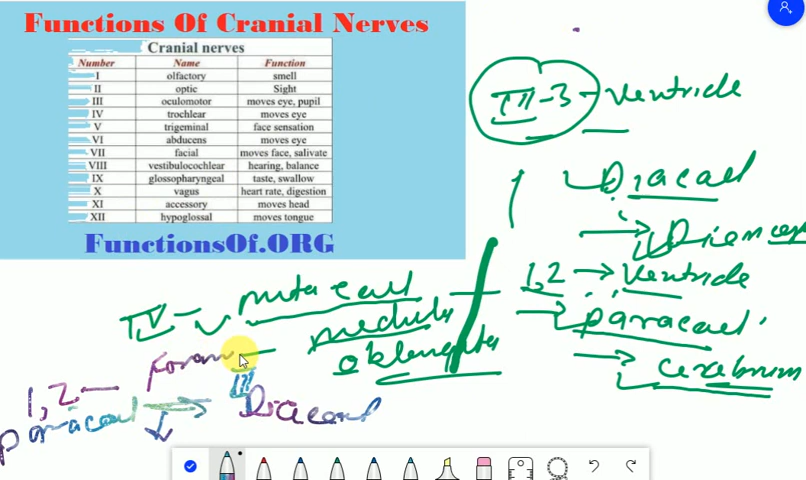 Functions Of Cranial Nerves
Cranial nerves
Number Name Function
I olfactory smell
II optic Sight
III oculomotor moves eye, pupil
IV trochlear moves eye
V trigeminal face sensation
VI abducens moves eye
VII facial moves face, salivate
VIII vestibulocochlear hearing, balance
IX glossopharyngeal taste, swallow
X vagus heart rate, digestion
XI accessory moves head
XII hypoglossal moves tongue
FunctionsOf.ORG
III-3-ventricle
Diacoel
→ Diencep
1,2 → ventricle
→ paracoel
→ cerebrum
IV - metacoel
medulla
oblongata
1,2 - Foram
paracoel → III Diacoel